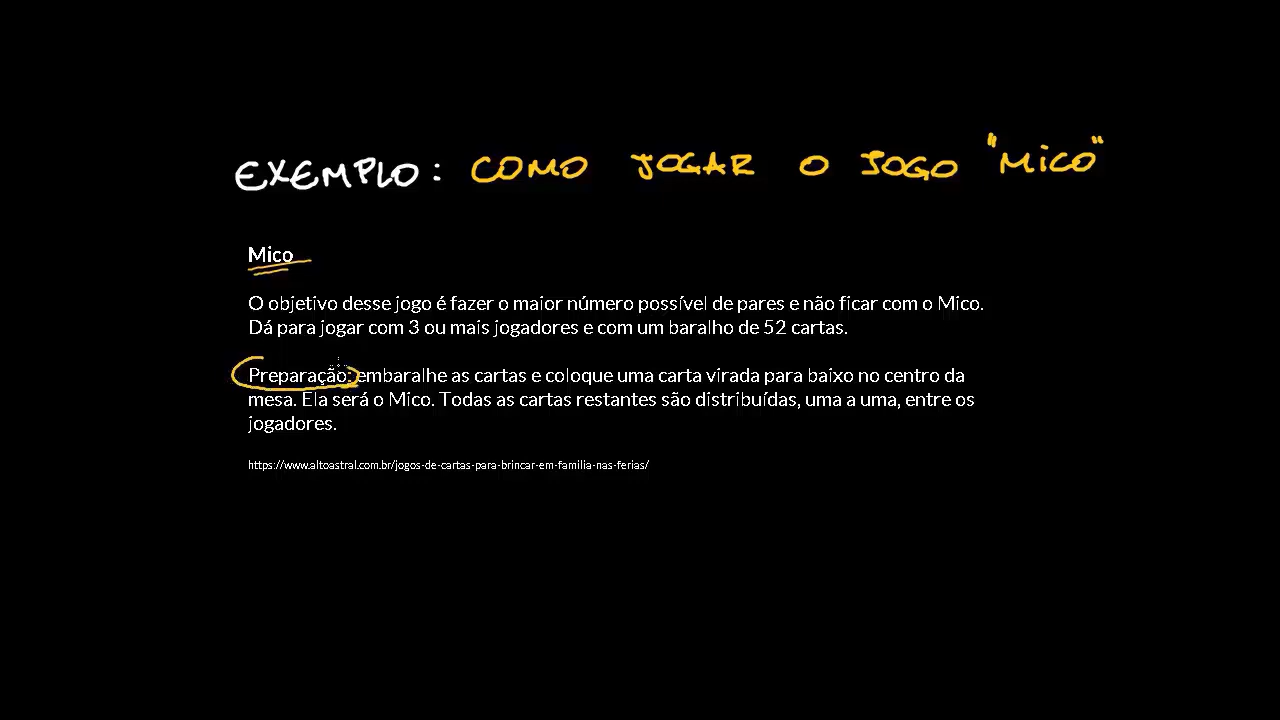 EXEMPLO: COMO JOGAR O JOGO "MICO"
Mico
O objetivo desse jogo é fazer o maior número possível de pares e não ficar com o Mico.
Dá para jogar com 3 ou mais jogadores e com um baralho de 52 cartas.
Preparação: embaralhe as cartas e coloque uma carta virada para baixo no centro da
mesa. Ela será o Mico. Todas as cartas restantes são distribuídas, uma a uma, entre os
jogadores.
https://www.altoastral.com.br/jogos-de-cartas-para-brincar-em-familia-nas-ferias/